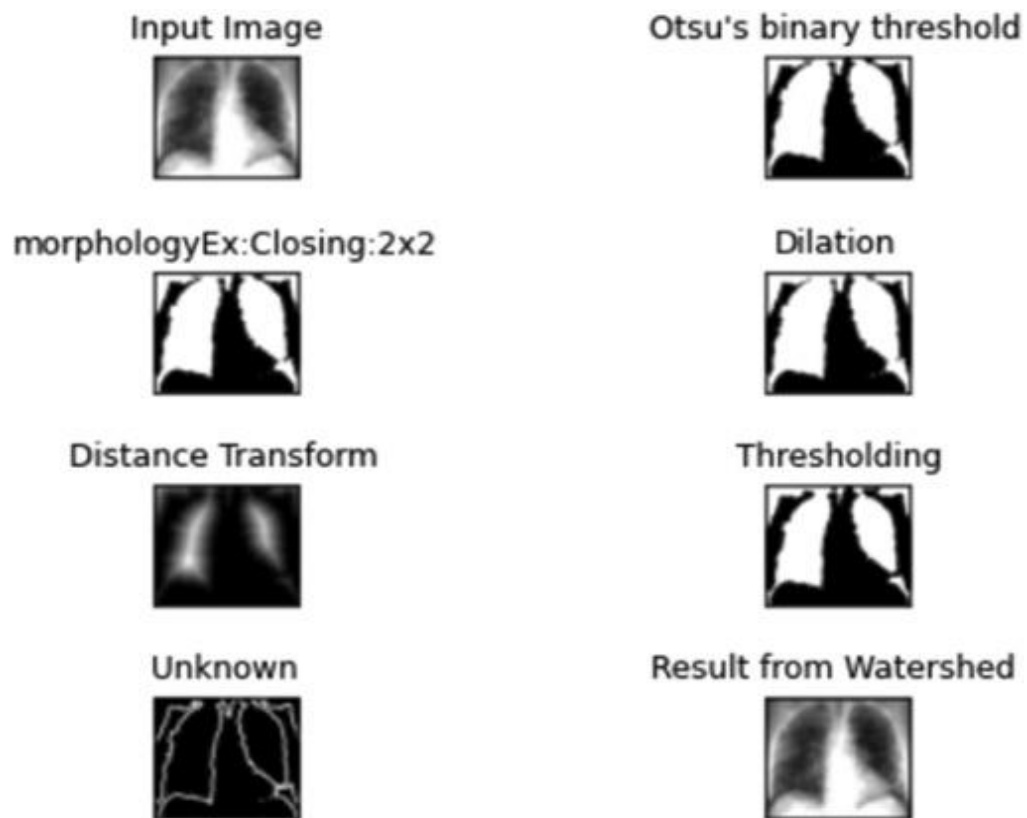 Input Image
Otsu's binary threshold
morphologyEx:Closing:2x2
Dilation
Distance Transform
Thresholding
Unknown
Result from Watershed